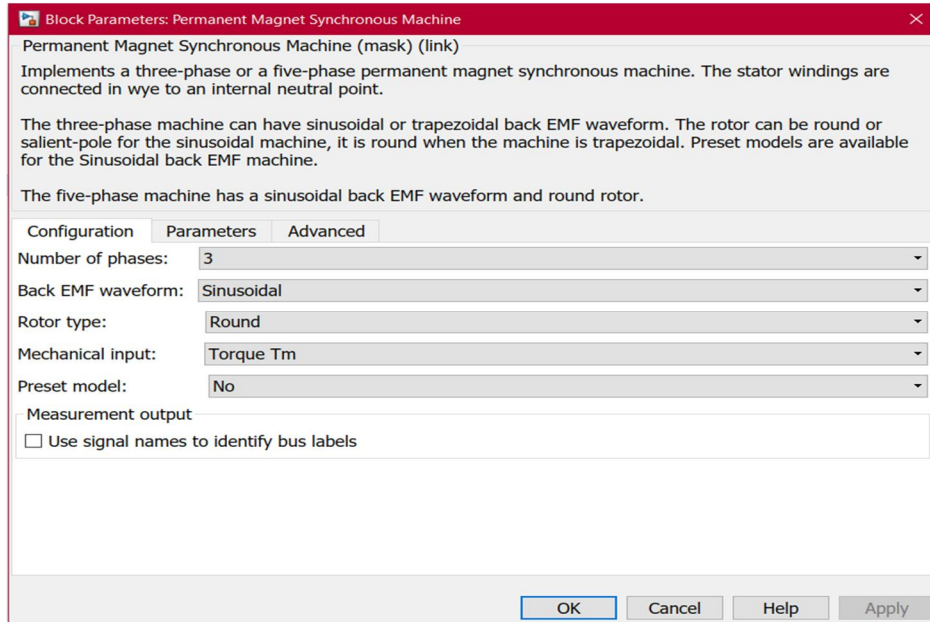 Block Parameters: Permanent Magnet Synchronous Machine
Permanent Magnet Synchronous Machine (mask) (link)
Implements a three-phase or a five-phase permanent magnet synchronous machine. The stator windings are
connected in wye to an internal neutral point.
The three-phase machine can have sinusoidal or trapezoidal back EMF waveform. The rotor can be round or
salient-pole for the sinusoidal machine, it is round when the machine is trapezoidal. Preset models are available
for the Sinusoidal back EMF machine.
The five-phase machine has a sinusoidal back EMF waveform and round rotor.
Configuration Parameters Advanced
Number of phases: 3
Back EMF waveform: Sinusoidal
Rotor type: Round
Mechanical input: Torque Tm
Preset model: No
Measurement output
Use signal names to identify bus labels
OK Cancel Help Apply